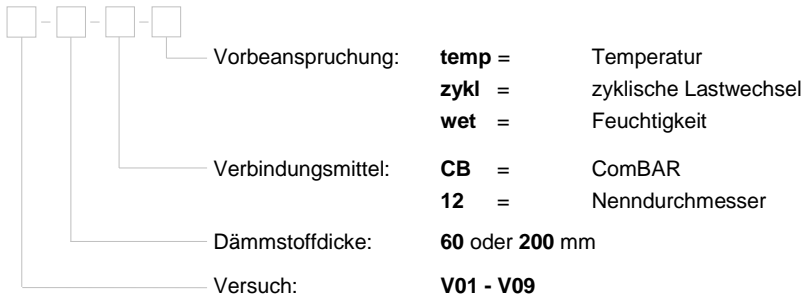 Vorbeanspruchung: temp = Temperatur
zykl = zyklische Lastwechsel
wet = Feuchtigkeit
Verbindungsmittel: CB = ComBAR
12 = Nenndurchmesser
Dämmstoffdicke: 60 oder 200 mm
Versuch: V01 - V09